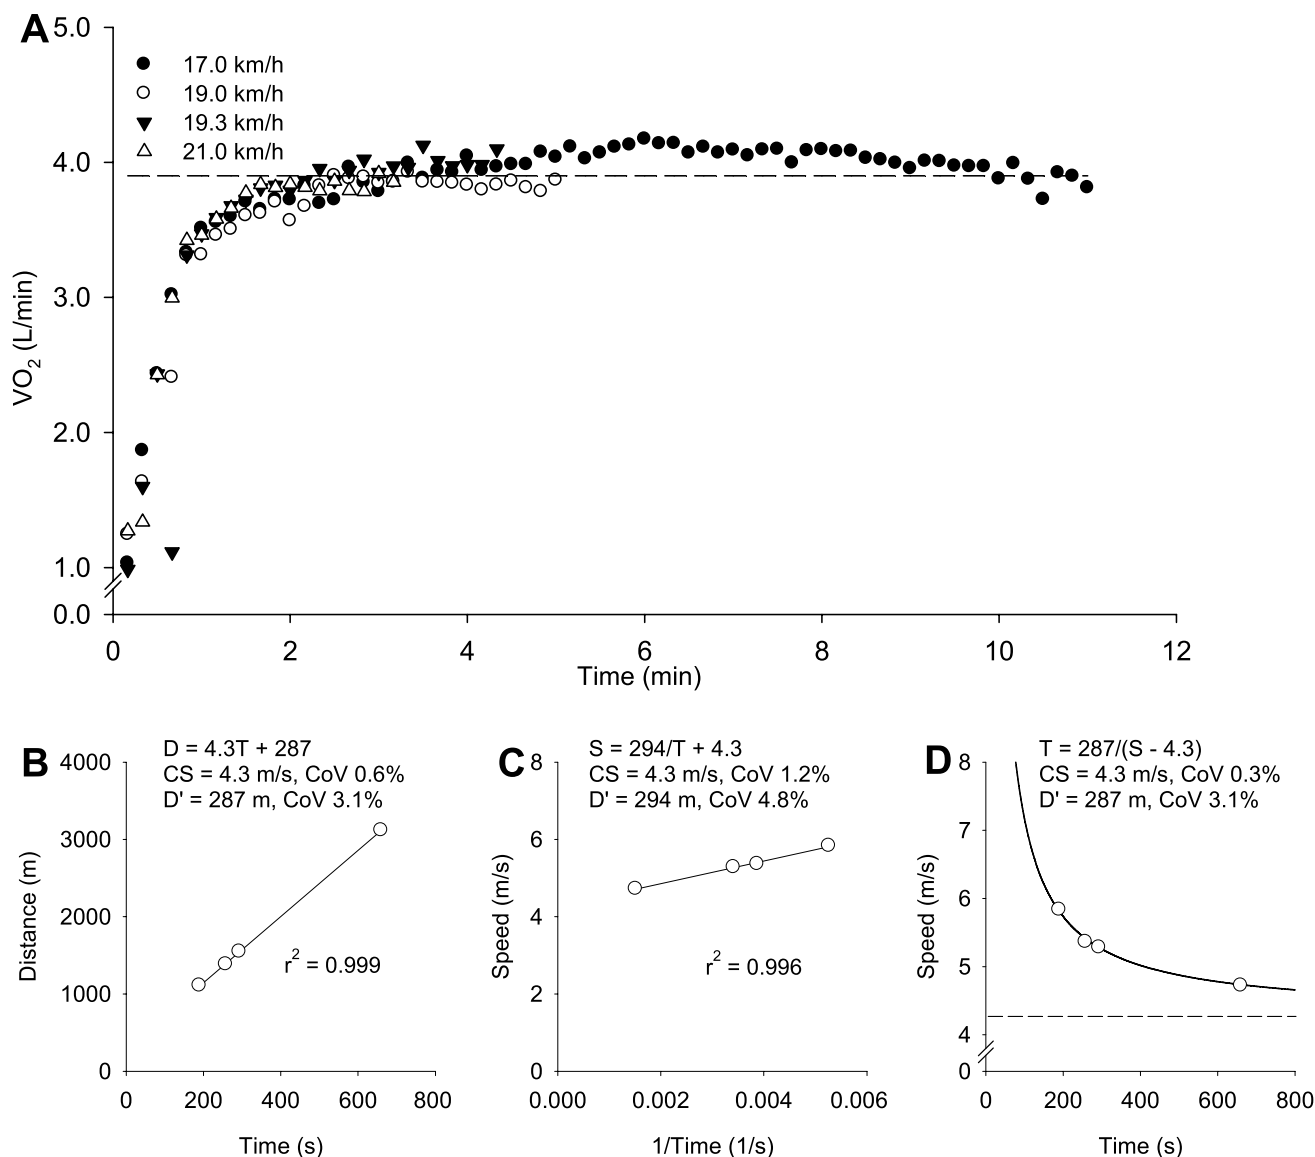 A
5.0
4.0
3.0
2.0
1.0
0.0
VO2 (L/min)
17.0 km/h
19.0 km/h
19.3 km/h
21.0 km/h
0 2 4 6 8 10 12
Time (min)
B
D = 4.3T + 287
CS = 4.3 m/s, CoV 0.6%
D' = 287 m, CoV 3.1%
4000
3000
2000
1000
0
Distance (m)
r2 = 0.999
0 200 400 600 800
Time (s)
C
S = 294/T + 4.3
CS = 4.3 m/s, CoV 1.2%
D' = 294 m, CoV 4.8%
8
6
4
2
0
Speed (m/s)
r2 = 0.996
0.000 0.002 0.004 0.006
1/Time (1/s)
D
T = 287/(S - 4.3)
CS = 4.3 m/s, CoV 0.3%
D' = 287 m, CoV 3.1%
8
7
6
5
4
0
Speed (m/s)
0 200 400 600 800
Time (s)